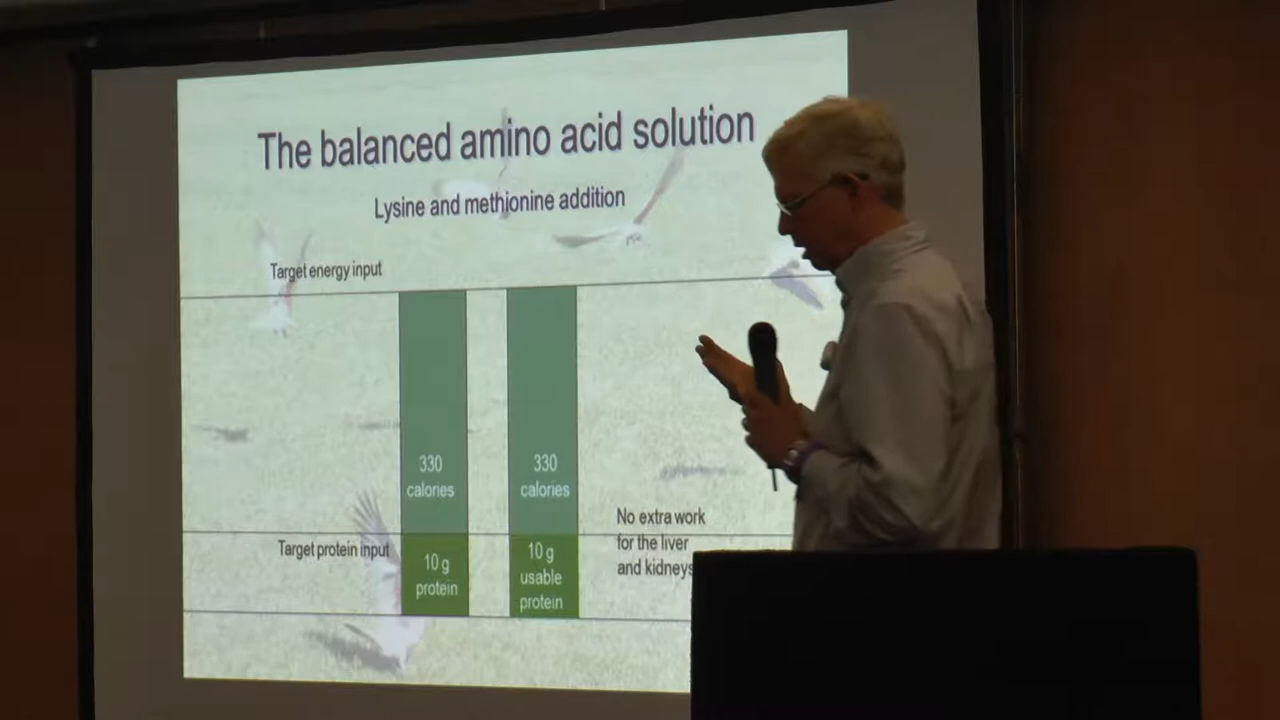 The balanced amino acid solution
Lysine and methionine addition
Target energy input
330
calories
330
calories
Target protein input
10 g
protein
10 g
usable
protein
No extra work
for the liver
and kidneys